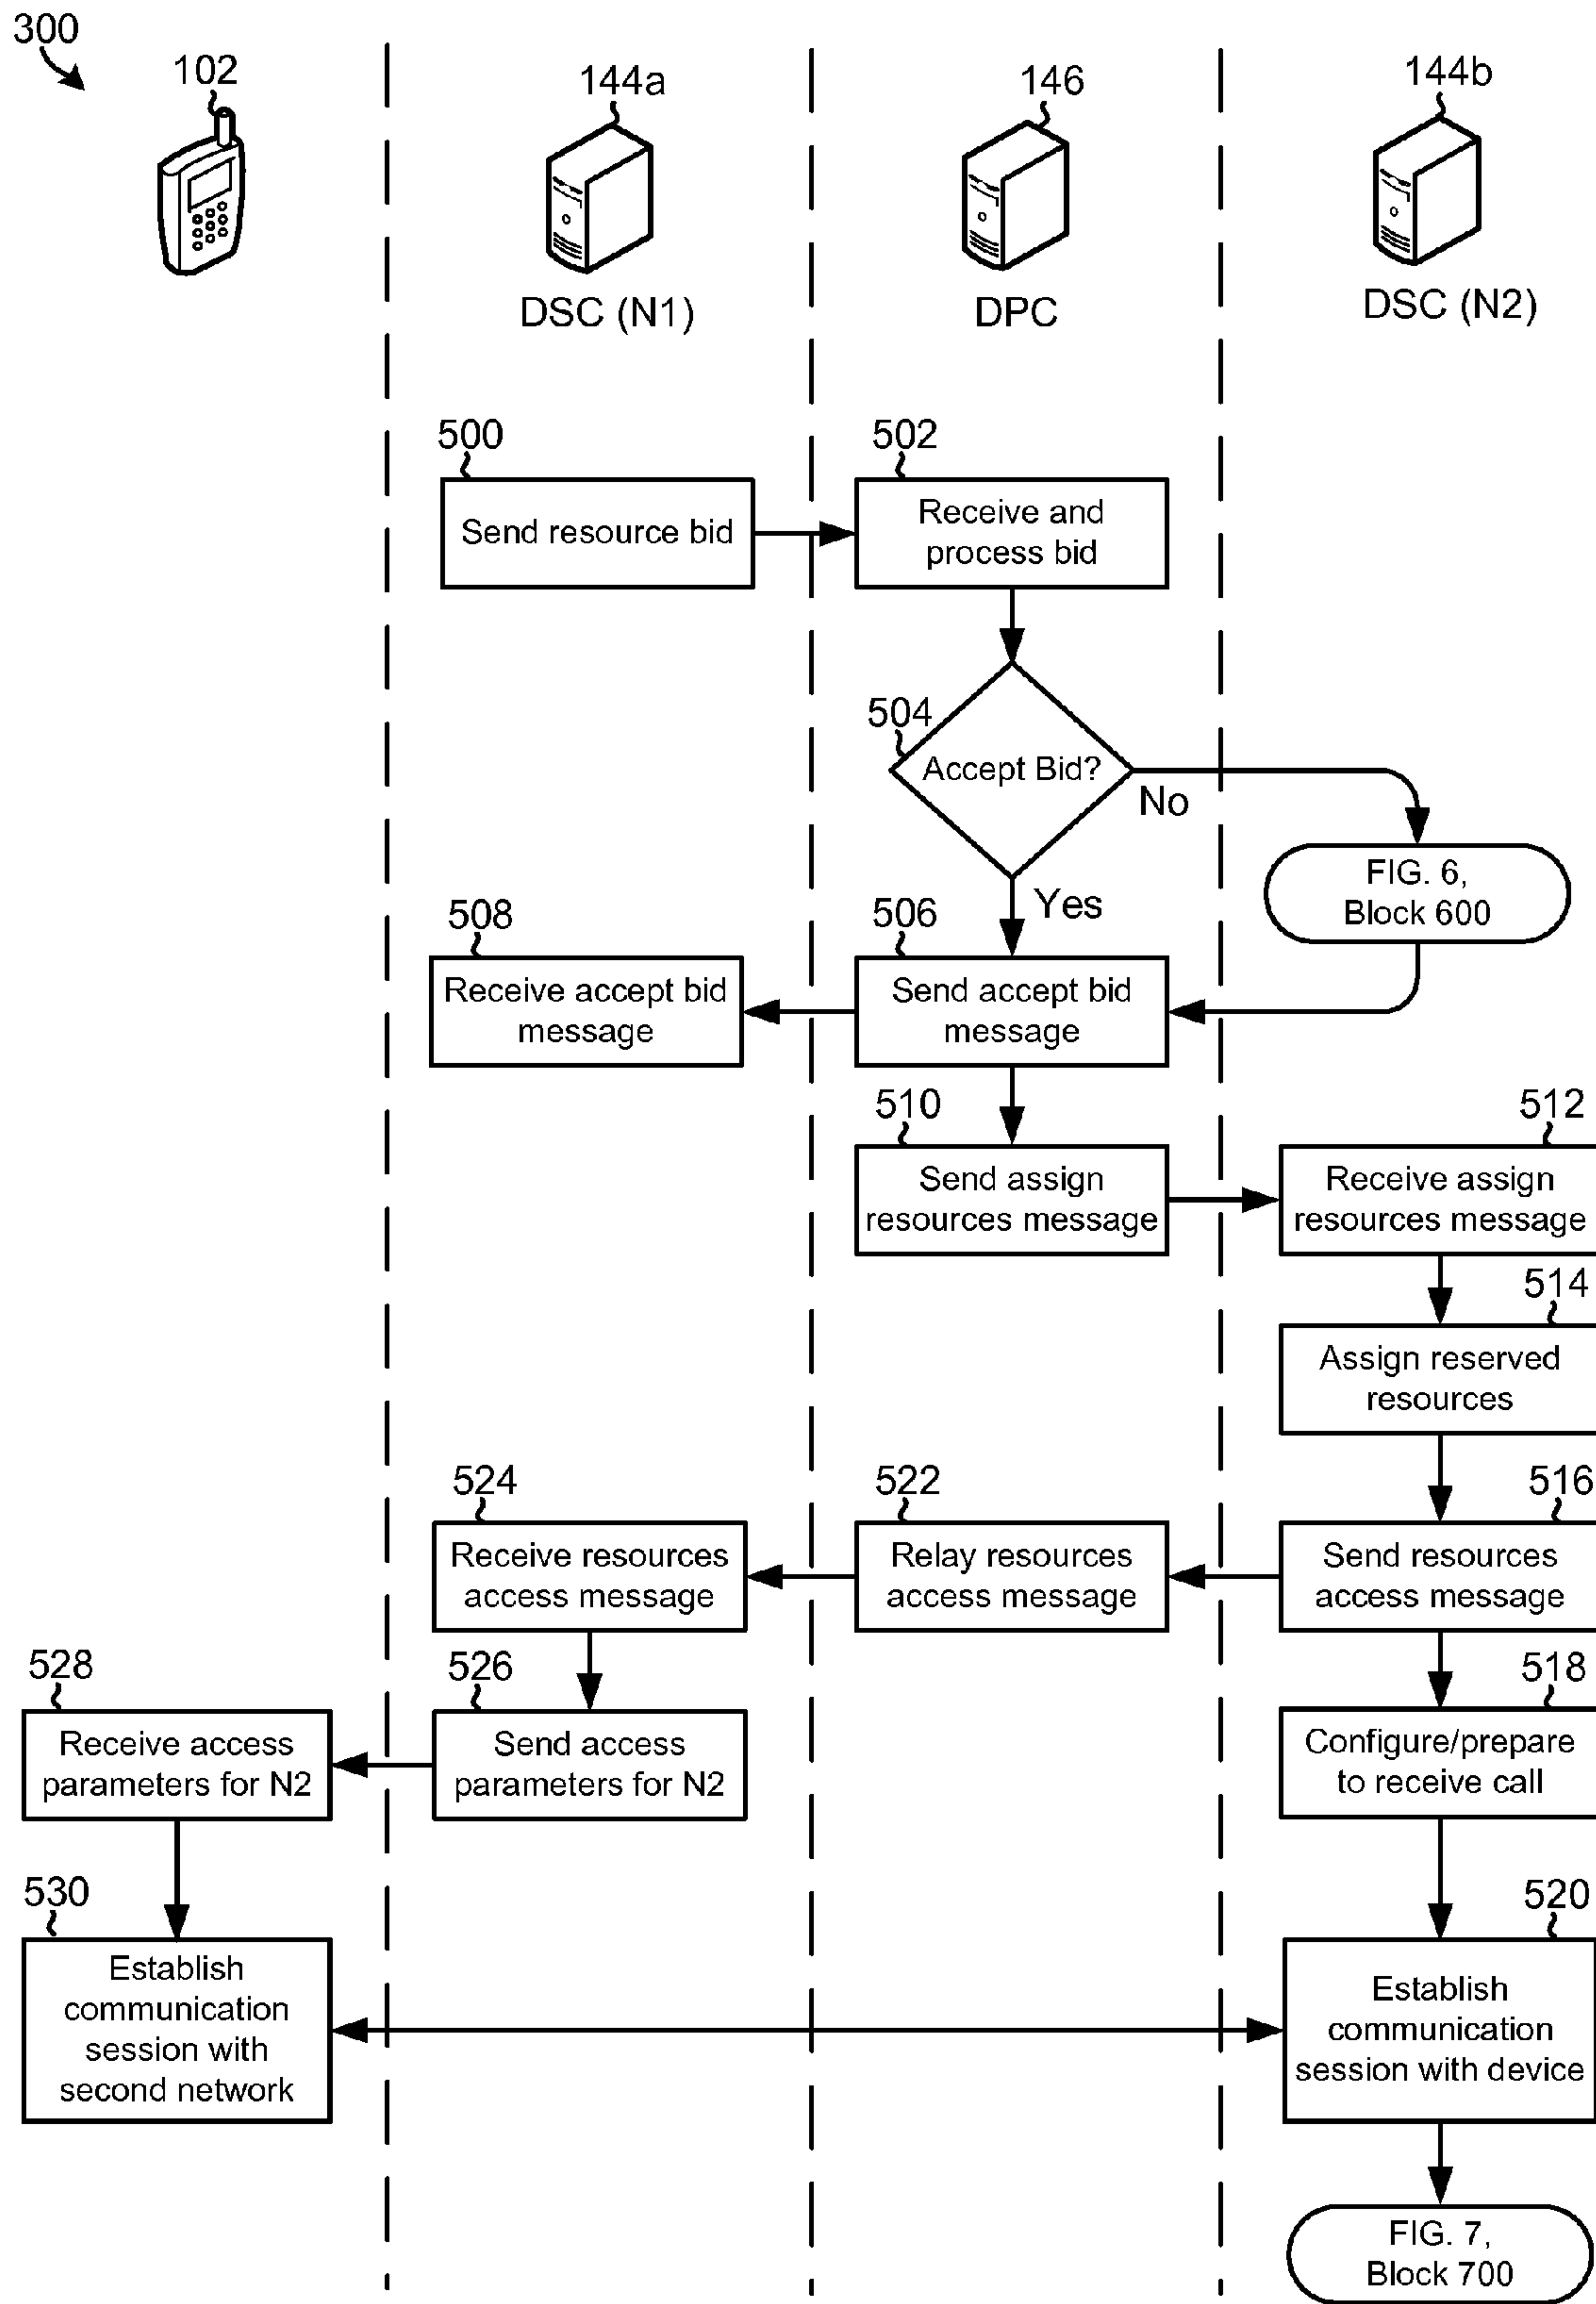 300
102
144a
146
144b
DSC (N1)
DPC
DSC (N2)
500
502
Send resource bid
Receive and
process bid
504
Accept Bid?
No
Yes
FIG. 6,
Block 600
508
506
Receive accept bid
message
Send accept bid
message
510
512
Send assign
resources message
Receive assign
resources message
514
Assign reserved
resources
524
522
516
Receive resources
access message
Relay resources
access message
Send resources
access message
528
526
518
Receive access
parameters for N2
Send access
parameters for N2
Configure/prepare
to receive call
530
520
Establish
communication
session with
second network
Establish
communication
session with device
FIG. 7,
Block 700